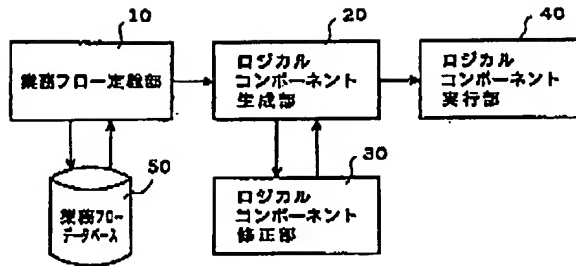 10
20
40
業務フロー定義部
ロジカル
コンポーネント
生成部
ロジカル
コンポーネント
実行部
50
30
業務フロー
データベース
ロジカル
コンポーネント
修正部